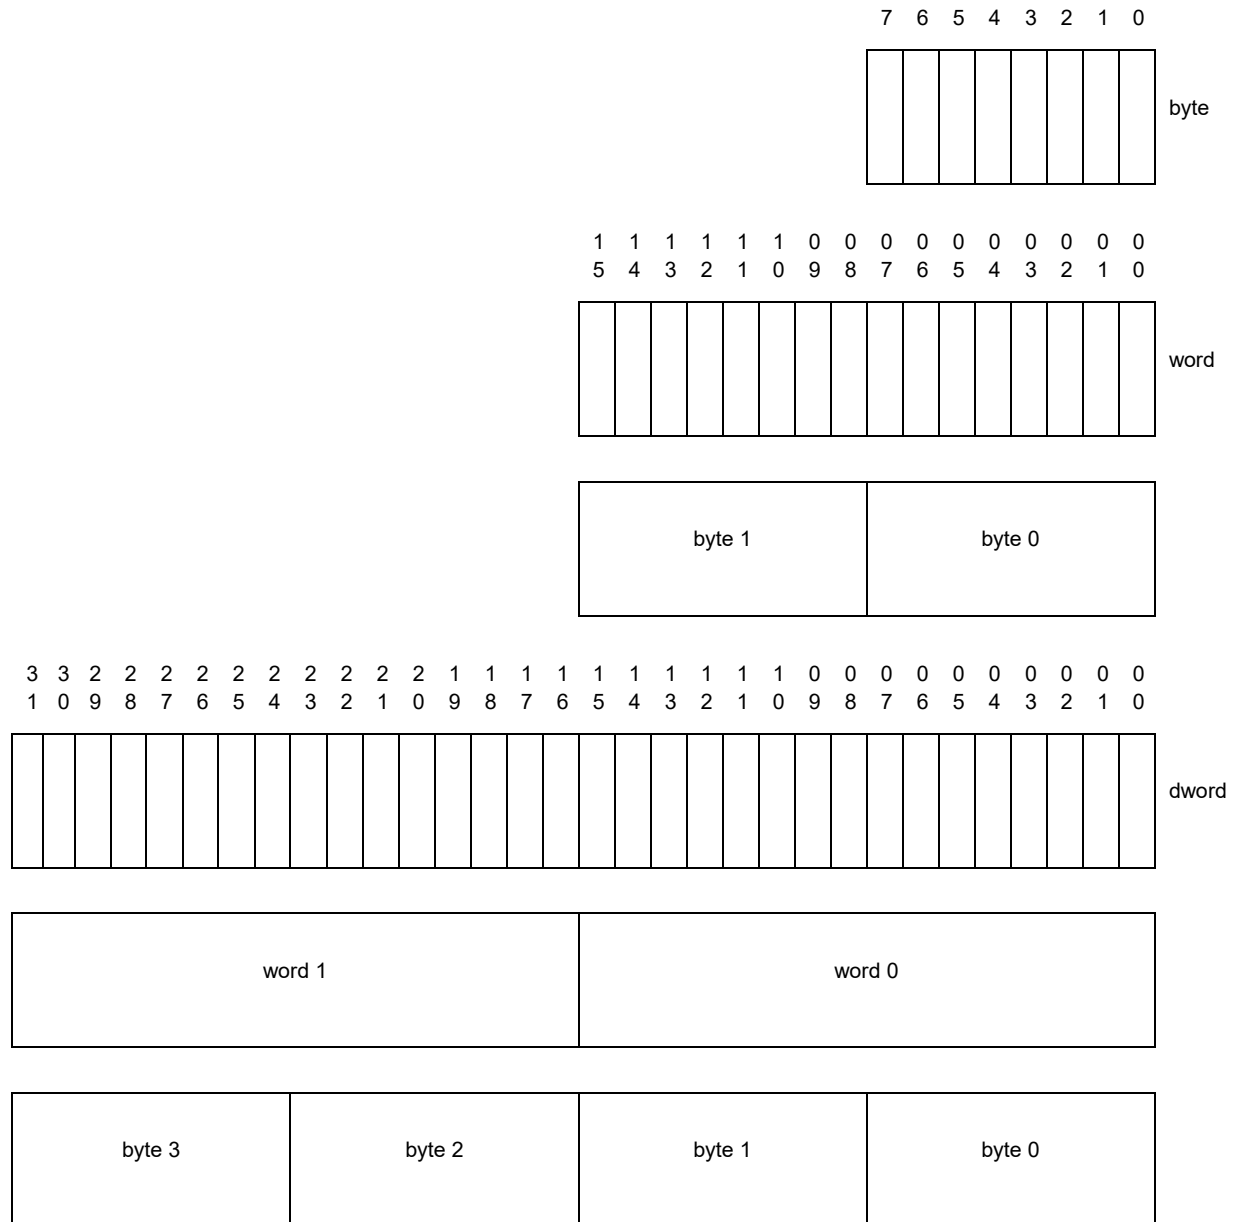 7 6 5 4 3 2 1 0
byte
1 1 1 1 1 1 0 0 0 0 0 0 0 0 0 0
5 4 3 2 1 0 9 8 7 6 5 4 3 2 1 0
word
byte 1 byte 0
3 3 2 2 2 2 2 2 2 2 2 2 1 1 1 1 1 1 1 1 1 1 0 0 0 0 0 0 0 0 0 0
1 0 9 8 7 6 5 4 3 2 1 0 9 8 7 6 5 4 3 2 1 0 9 8 7 6 5 4 3 2 1 0
dword
word 1 word 0
byte 3 byte 2 byte 1 byte 0